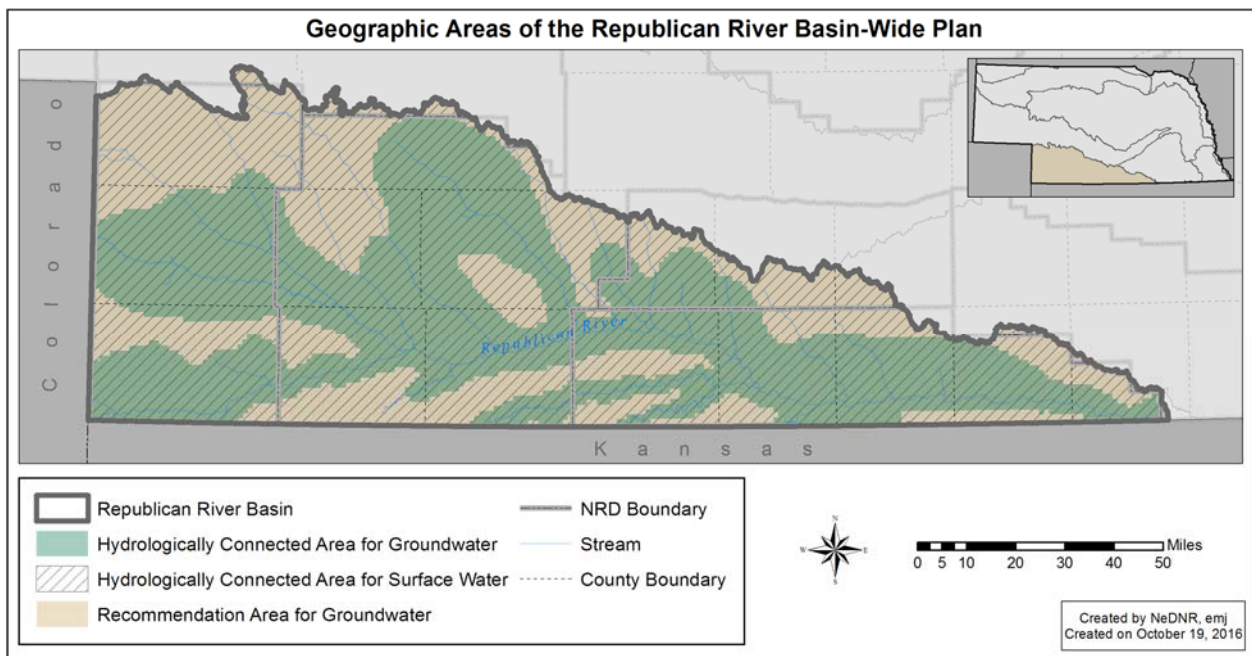 Geographic Areas of the Republican River Basin-Wide Plan
Colorado
Republican River
Kansas
Republican River Basin
Hydrologically Connected Area for Groundwater
Hydrologically Connected Area for Surface Water
Recommendation Area for Groundwater
NRD Boundary
Stream
County Boundary
N
W E
S
Miles
0 5 10 20 30 40 50
Created by NeDNR, emj
Created on October 19, 2016